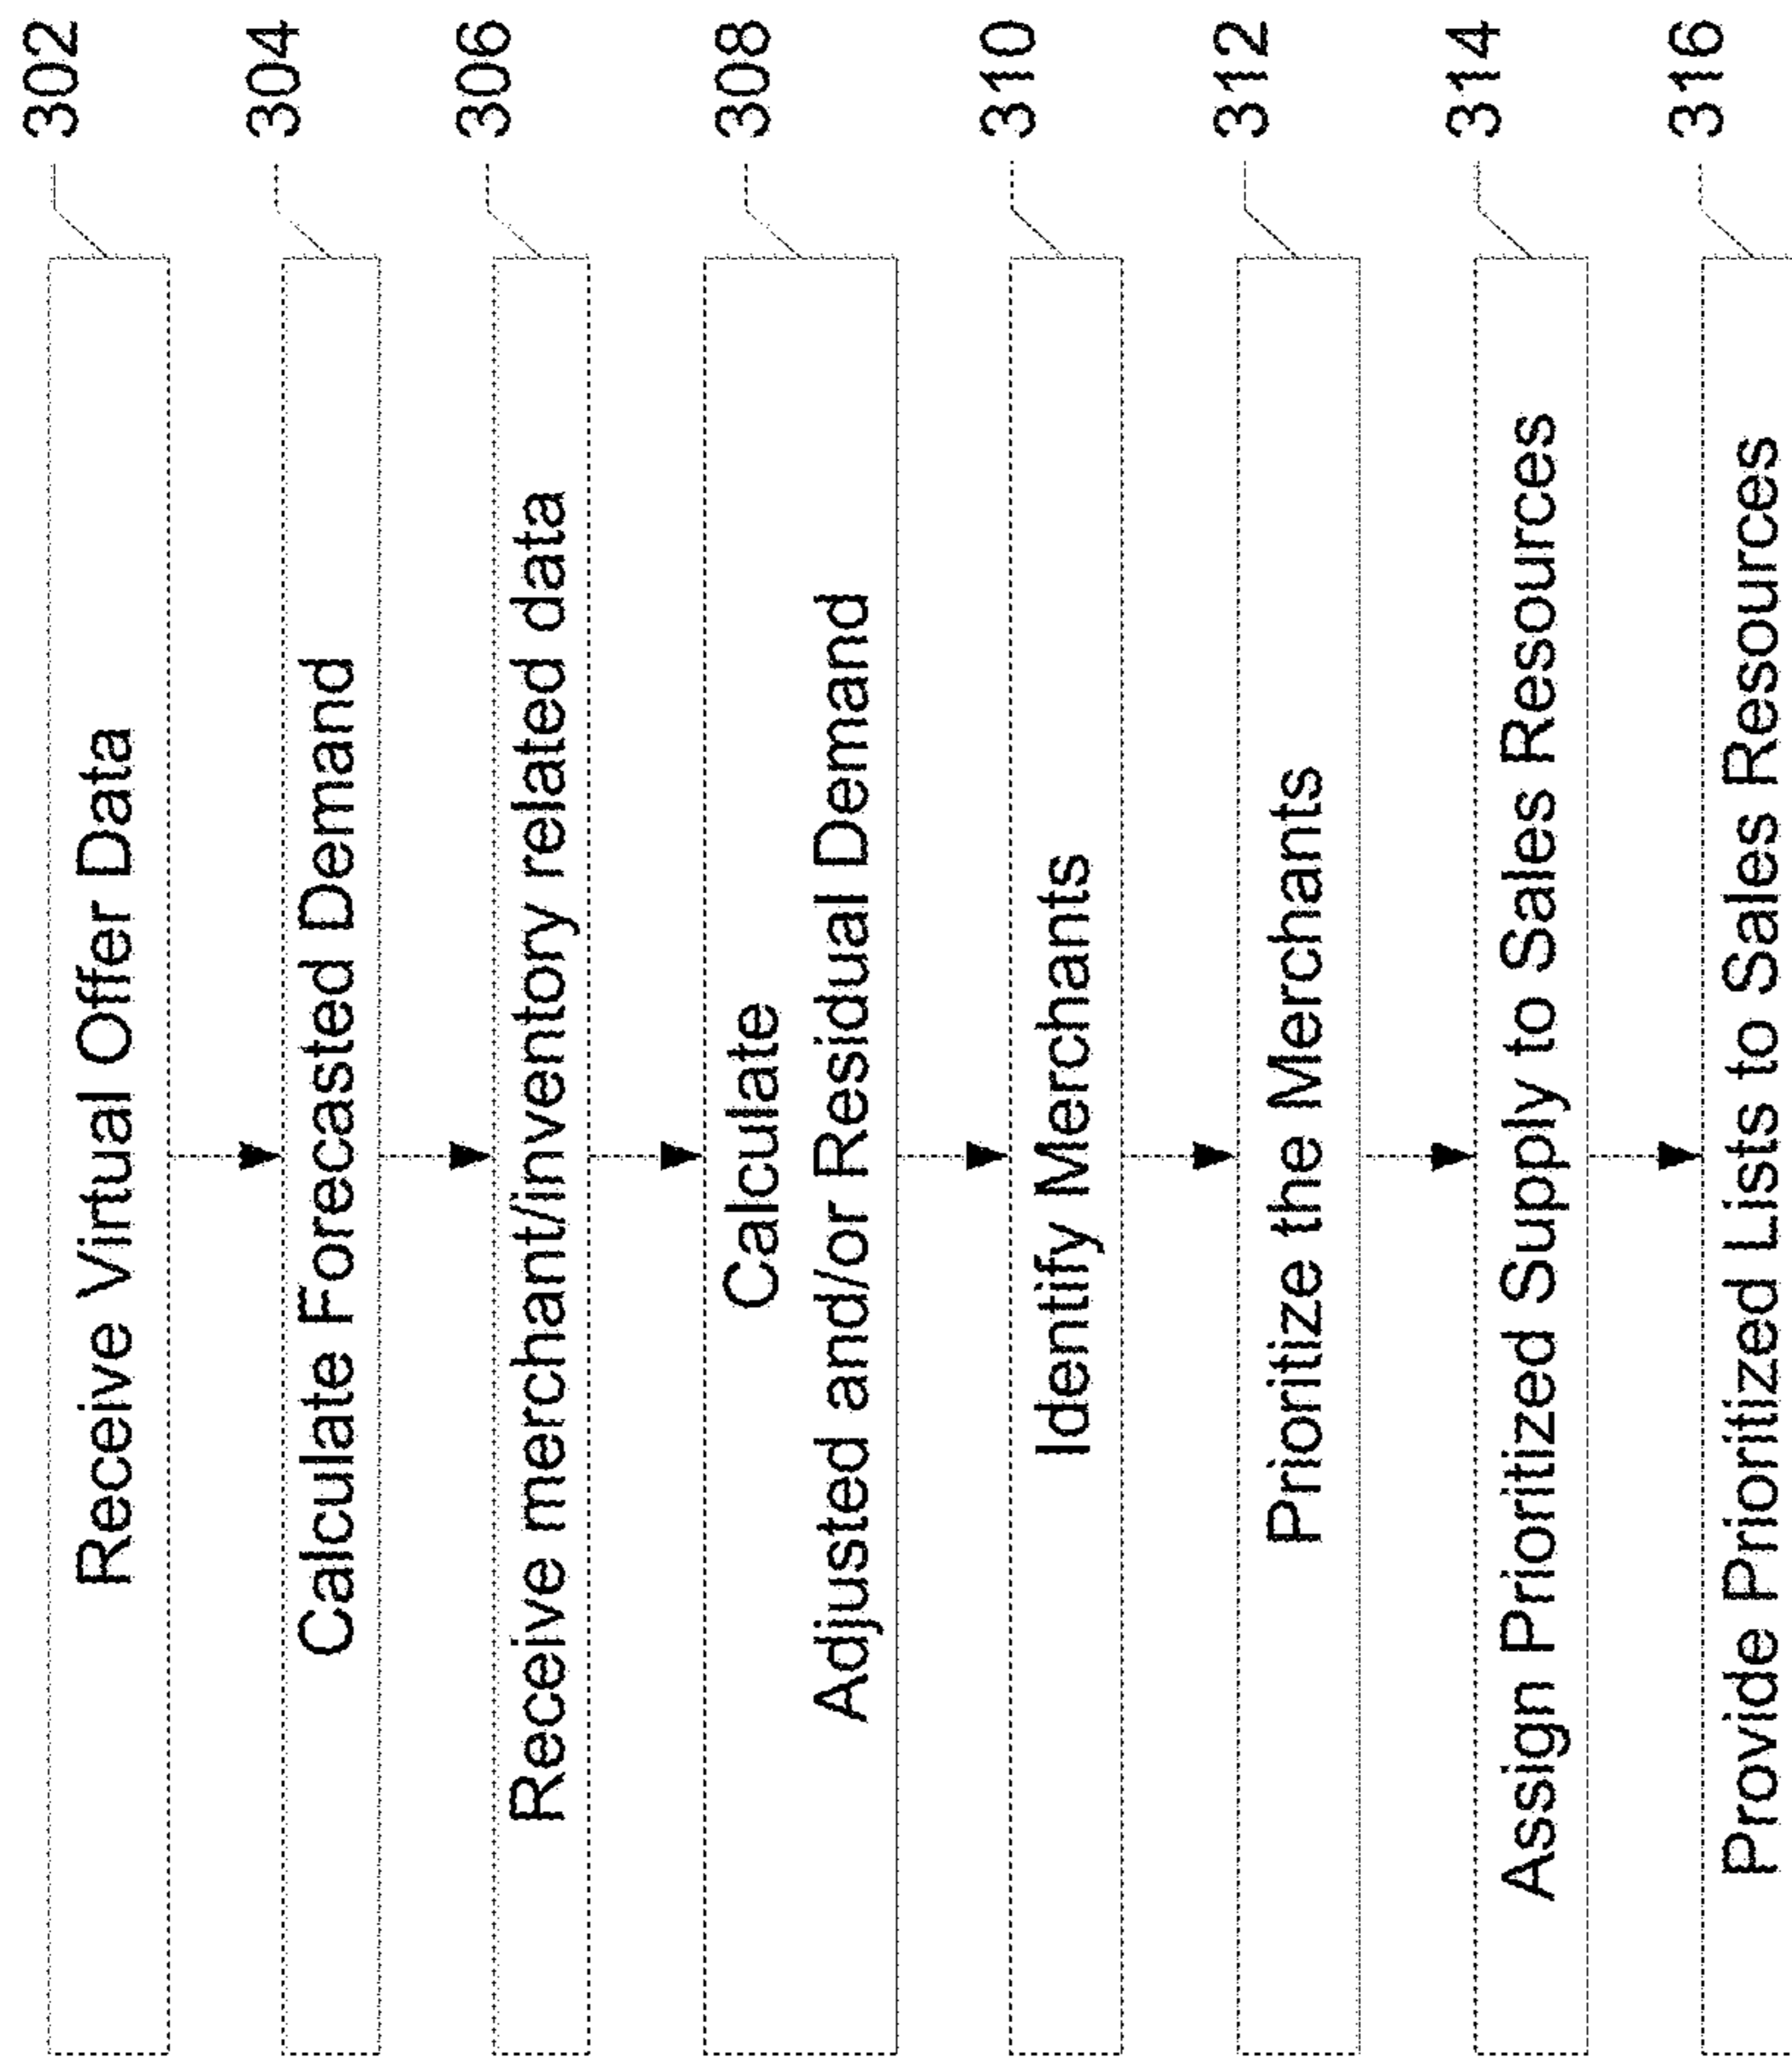 Receive Virtual Offer Data
302
Calculate Forecasted Demand
304
Receive merchant/inventory related data
306
Calculate
Adjusted and/or Residual Demand
308
Identify Merchants
310
Prioritize the Merchants
312
Assign Prioritized Supply to Sales Resources
314
Provide Prioritized Lists to Sales Resources
316